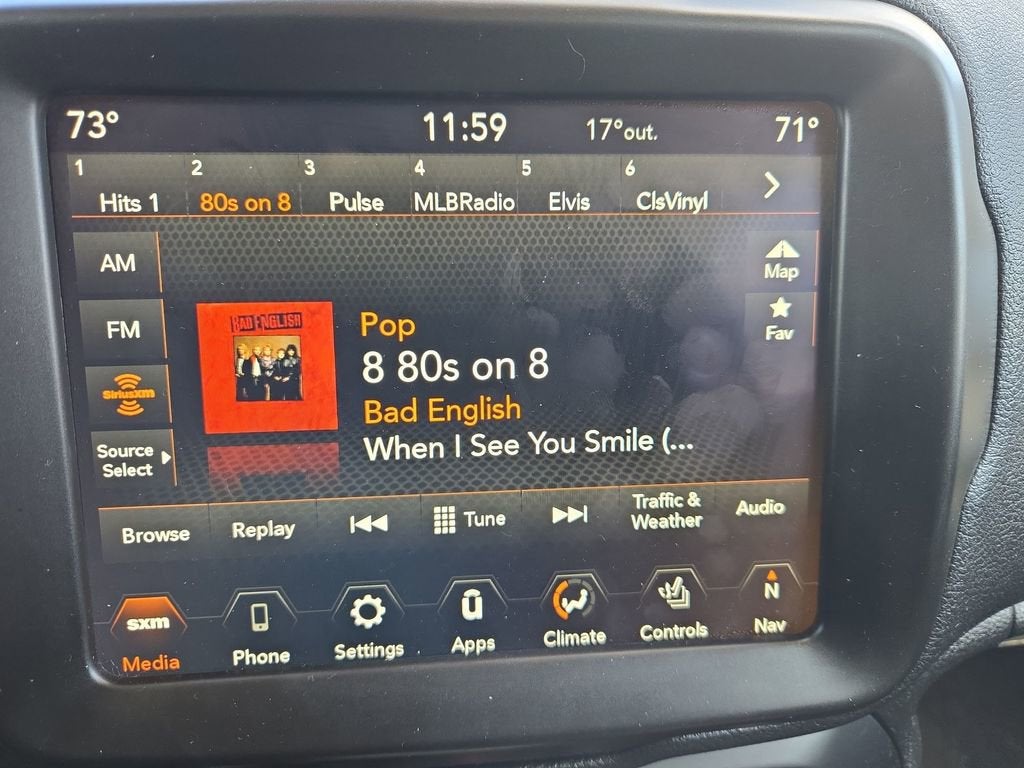 73° 11:59 17°out. 71°
1 2 3 4 5 6
Hits 1 80s on 8 Pulse MLBRadio Elvis ClsVinyl
AM
Map
FM
Fav
SiriusXM
Source
Select
BAD ENGLISH
Pop
8 80s on 8
Bad English
When I See You Smile (...
Browse Replay Tune Traffic &
Weather Audio
sxm
Media Phone Settings Apps Climate Controls N
Nav